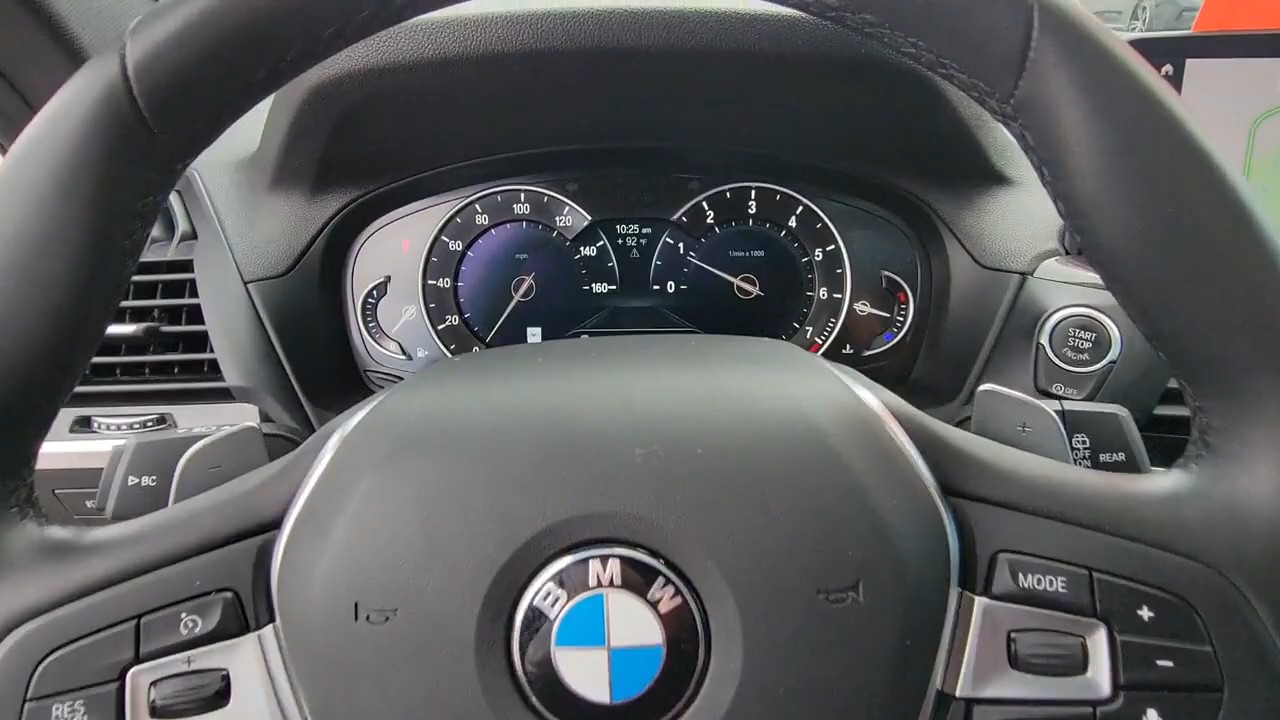 20
40
60
80
100
120
140
160
mph
10:25 am
+ 92 °F
0
1
2
3
4
5
6
7
1/min x 1000
START
STOP
ENGINE
OFF
BC
-
+
OFF
ON
REAR
BMW
MODE
+
-
+
RES